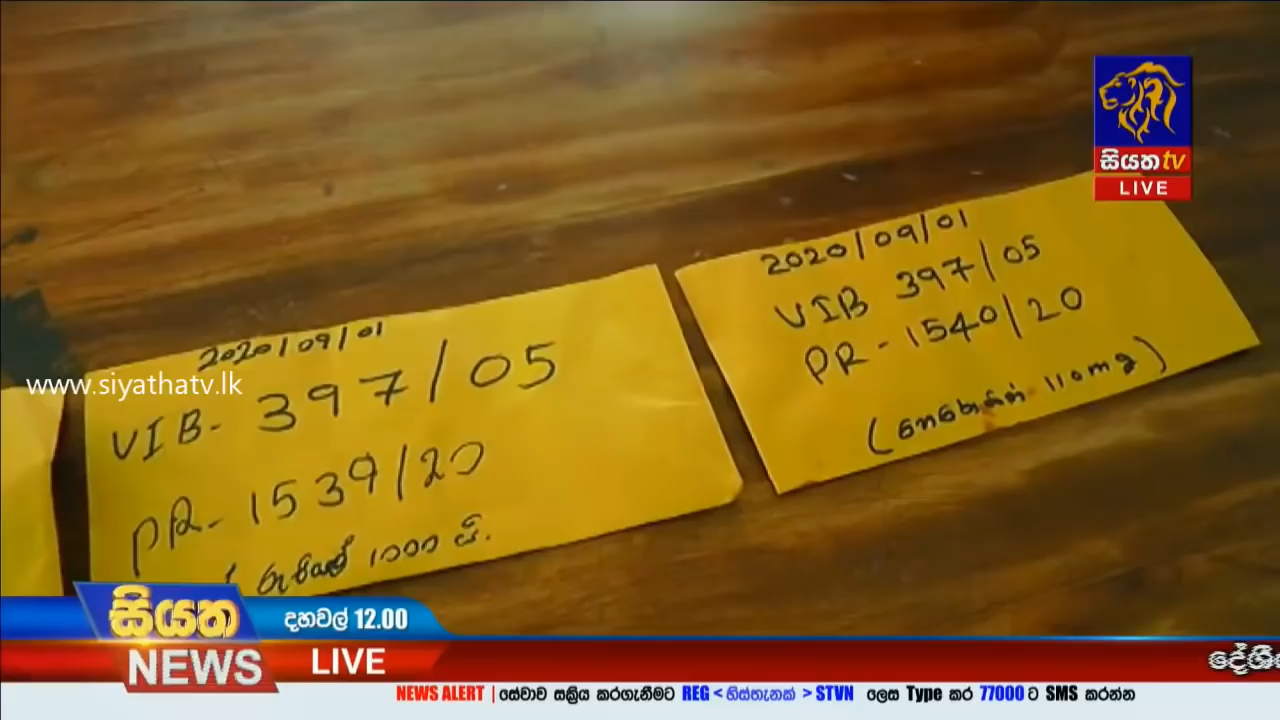 සියත tv
LIVE
2020/09/01
VIB- 397/05
PR- 1539/20
1000
2020/09/01
VIB 397/05
PR-1540/20
(හෙරොයින් 110mg)
www.siyathatv.lk
සියත
NEWS
දහවල් 12.00
LIVE
NEWS ALERT | සේවාව සක්‍රිය කරගැනීමට REG < හිස්තැනක් > STVN ලෙස Type කර 77000 ට SMS කරන්න